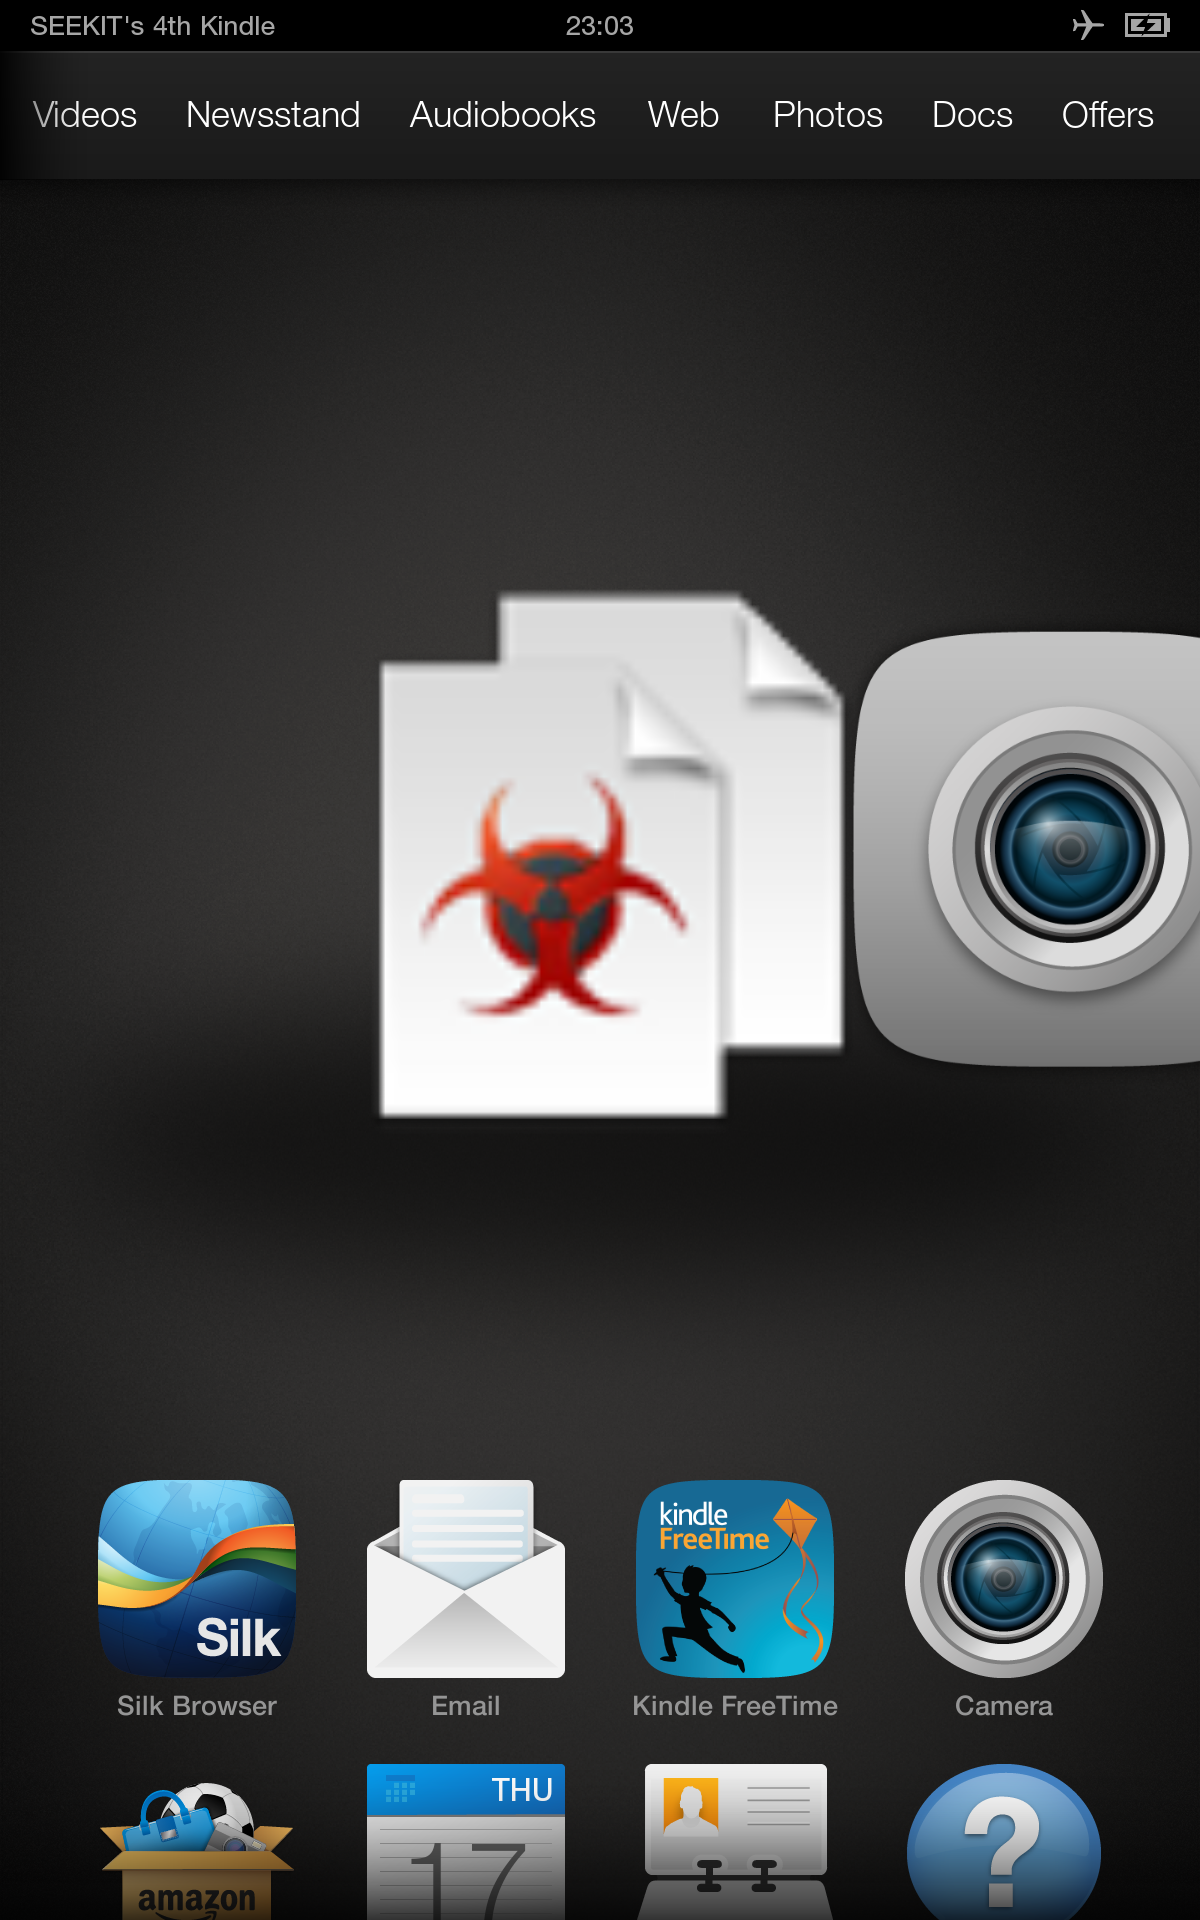 SEEKIT's 4th Kindle 23:03
Videos Newsstand Audiobooks Web Photos Docs Offers
kindle
FreeTime
Silk
Silk Browser Email Kindle FreeTime Camera
THU
17
amazon
?